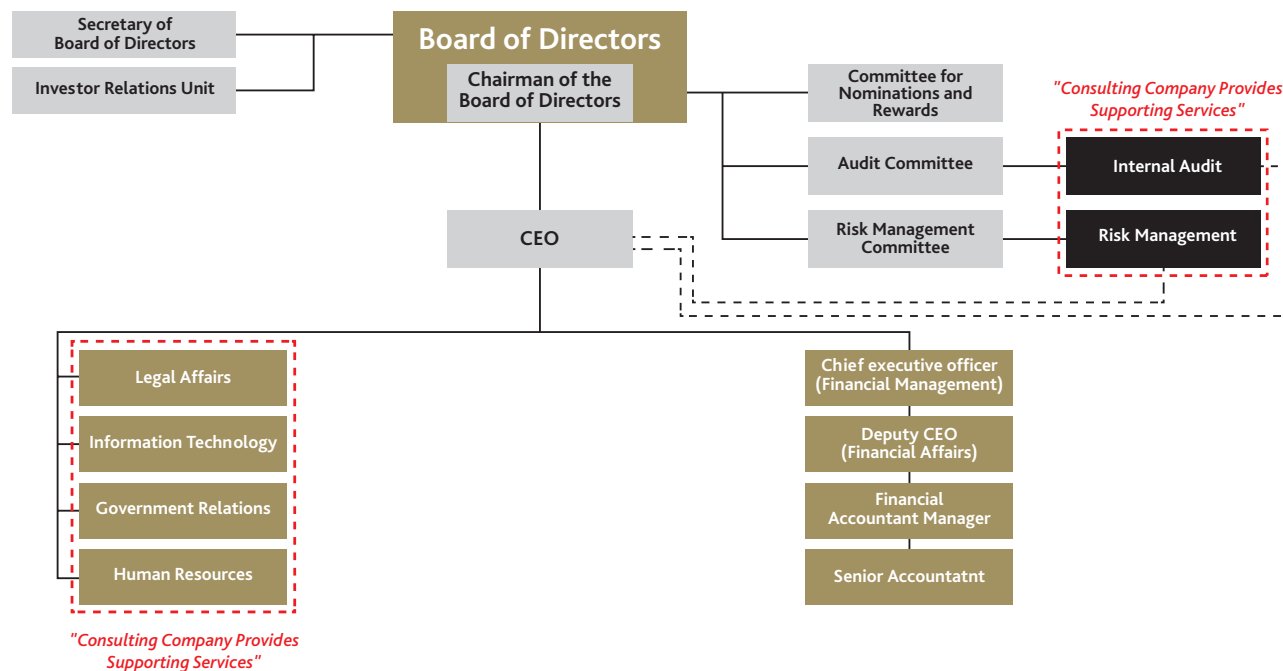 Secretary of
Board of Directors
Investor Relations Unit
Board of Directors
Chairman of the
Board of Directors
Committee for
Nominations and
Rewards
"Consulting Company Provides
Supporting Services"
Audit Committee
Internal Audit
CEO
Risk Management
Committee
Risk Management
Legal Affairs
Information Technology
Government Relations
Human Resources
"Consulting Company Provides
Supporting Services"
Chief executive officer
(Financial Management)
Deputy CEO
(Financial Affairs)
Financial
Accountant Manager
Senior Accountatnt